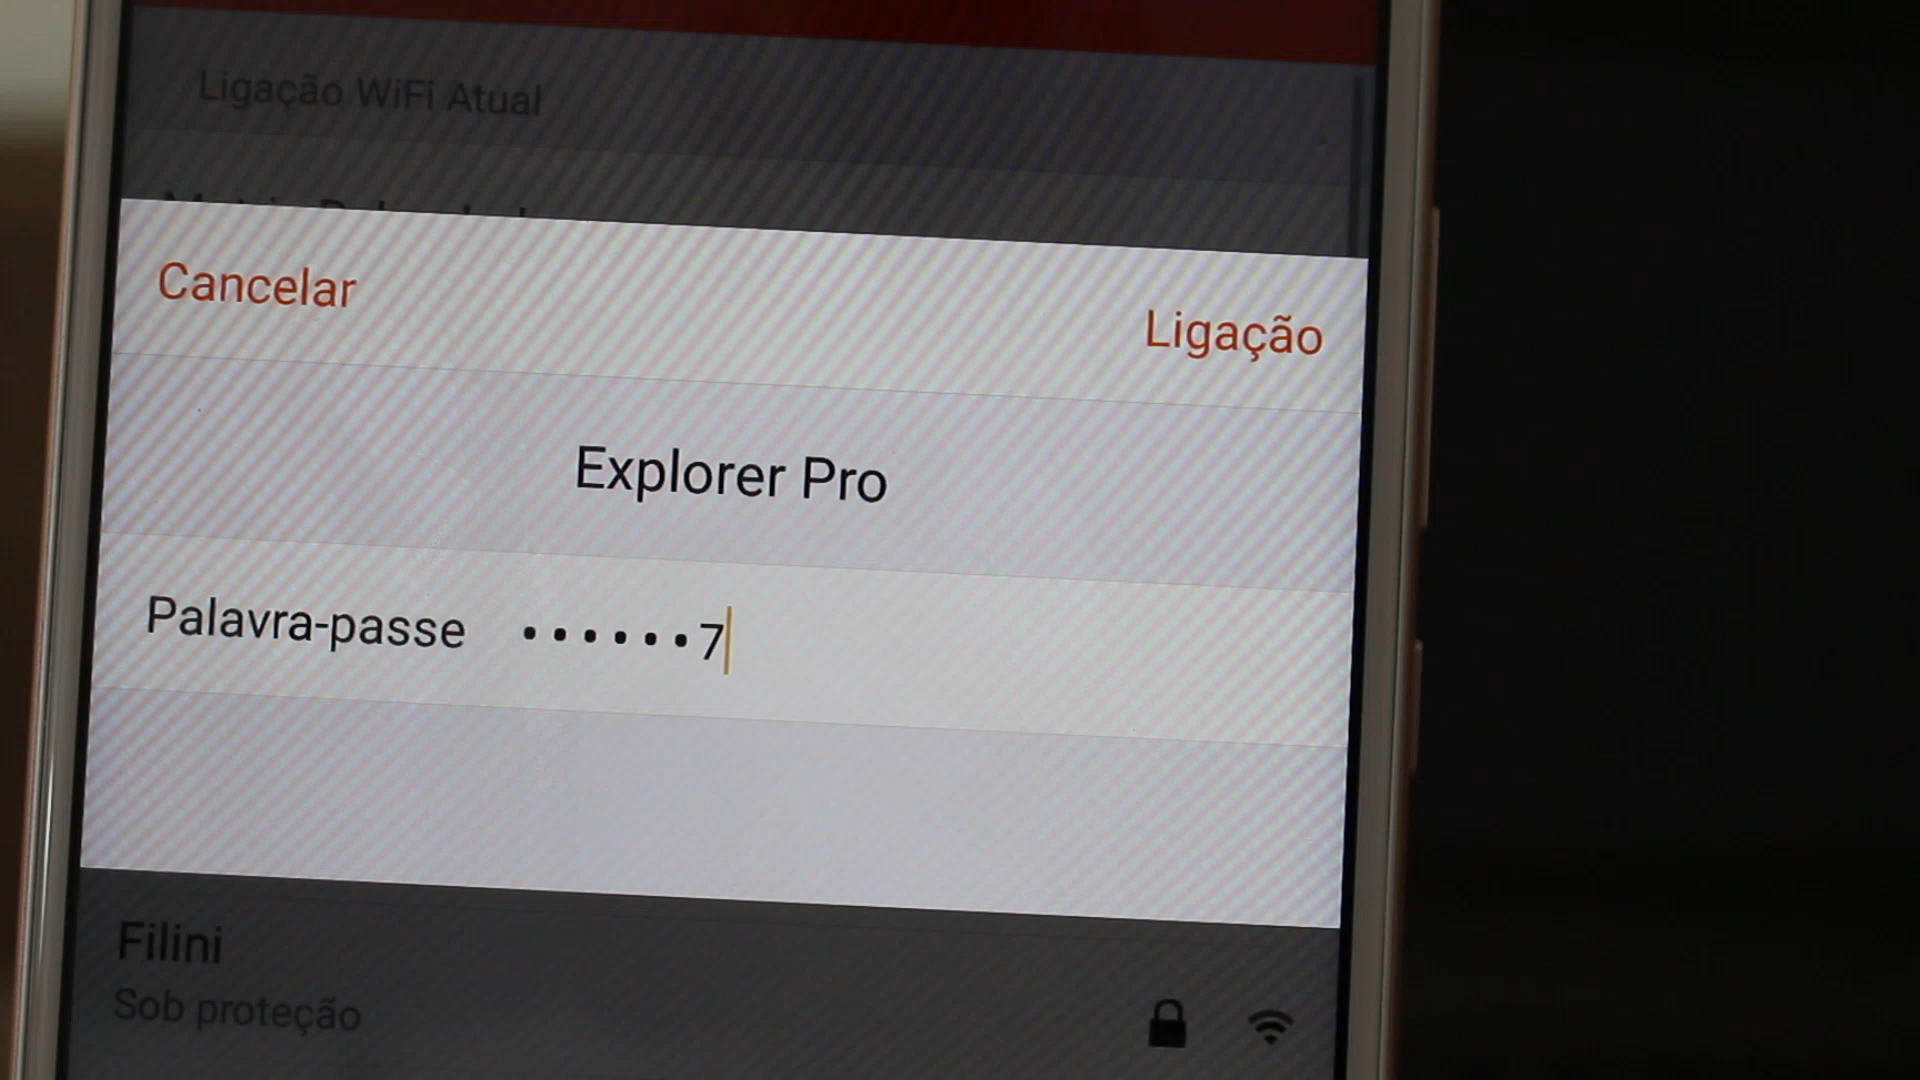 Ligação WiFi Atual
Cancelar
Ligação
Explorer Pro
Palavra-passe ••••••7
Filini
Sob proteção